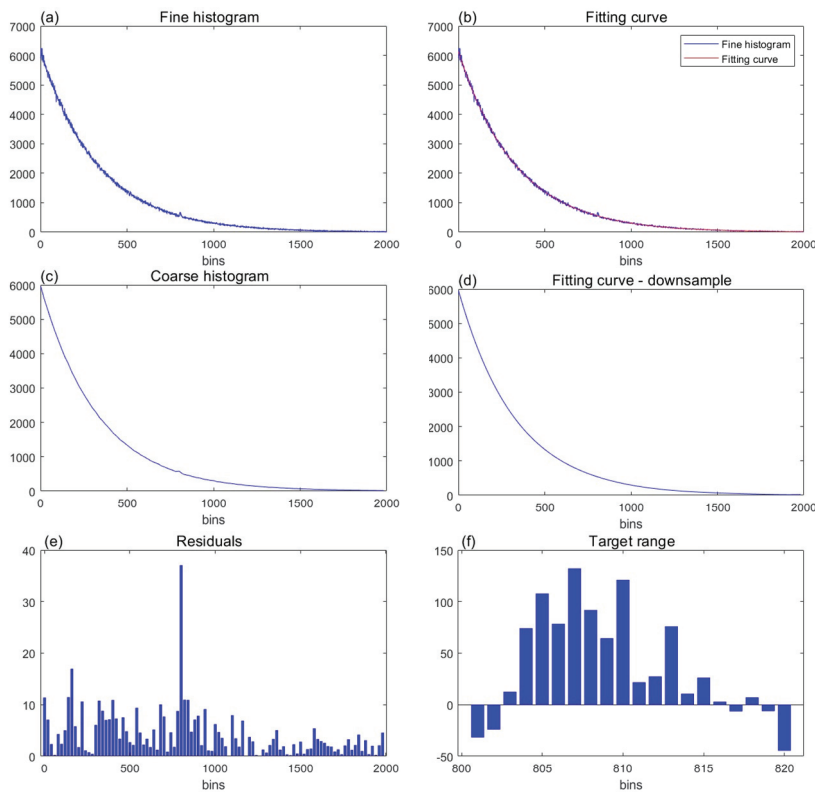 (a) Fine histogram
7000
6000
5000
4000
3000
2000
1000
0
0 500 1000 1500 2000
bins
(b) Fitting curve
Fine histogram
Fitting curve
7000
6000
5000
4000
3000
2000
1000
0
0 500 1000 1500 2000
bins
(c) Coarse histogram
6000
5000
4000
3000
2000
1000
0
0 500 1000 1500 2000
bins
(d) Fitting curve - downsample
6000
5000
4000
3000
2000
1000
0
0 500 1000 1500 2000
bins
(e) Residuals
40
30
20
10
0
0 500 1000 1500 2000
bins
(f) Target range
150
100
50
0
-50
800 805 810 815 820
bins